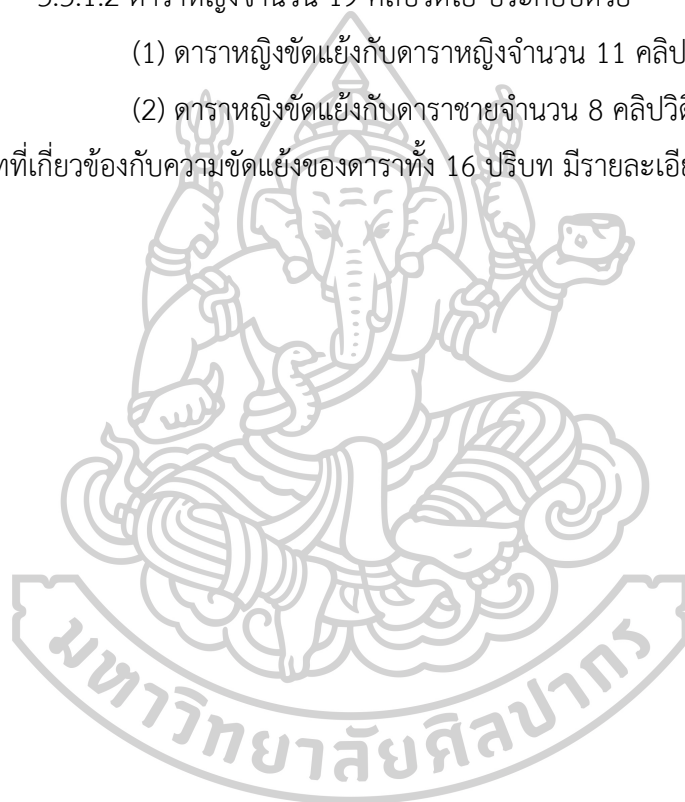 (1) ดาราหญิงขัดแย้งกับดาราหญิงจำนวน 11 คลิป
(2) ดาราหญิงขัดแย้งกับดาราชายจำนวน 8 คลิปวิ
ที่เกี่ยวข้องกับความขัดแย้งของดาราทั้ง 16 ปริบท มีรายละเอี
มหาวิทยาลัยศิลปากร